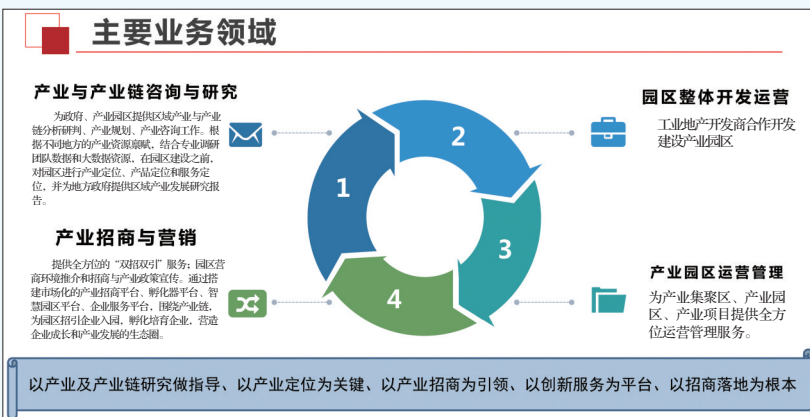 主要业务领域
产业与产业链咨询与研究
为政府、产业园区提供区域产业与产业
链分析研判、产业规划、产业咨询工作。根
据不同地方的产业资源禀赋，结合专业调研
团队数据和大数据资源，在园区建设之前，
对园区进行产业定位、产品定位和服务定
位，并为地方政府提供区域产业发展研究报
告。
产业招商与营销
提供全方位的“双招双引”服务；园区营
商环境推介和招商与产业政策宣传。通过搭
建市场化的产业招商平台、孵化器平台、智
慧园区平台、企业服务平台，围绕产业链，
为园区招引企业入园，孵化培育企业，营造
企业成长和产业发展的生态圈。
1
2
3
4
园区整体开发运营
工业地产开发商合作开发
建设产业园区
产业园区运营管理
为产业集聚区、产业园
区、产业项目提供全方
位运营管理服务。
以产业及产业链研究做指导、以产业定位为关键、以产业招商为引领、以创新服务为平台、以招商落地为根本